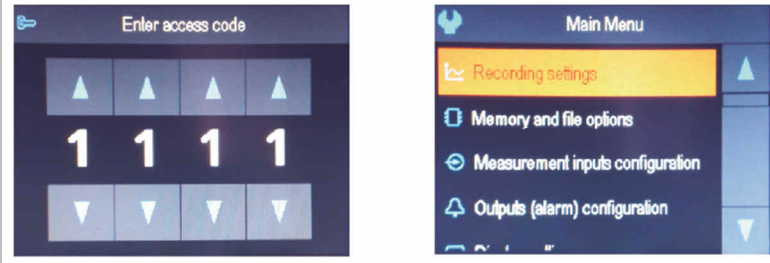 Enter access code
1 1 1 1
Main Menu
Recording settings
Memory and file options
Measurement inputs configuration
Outputs (alarm) configuration